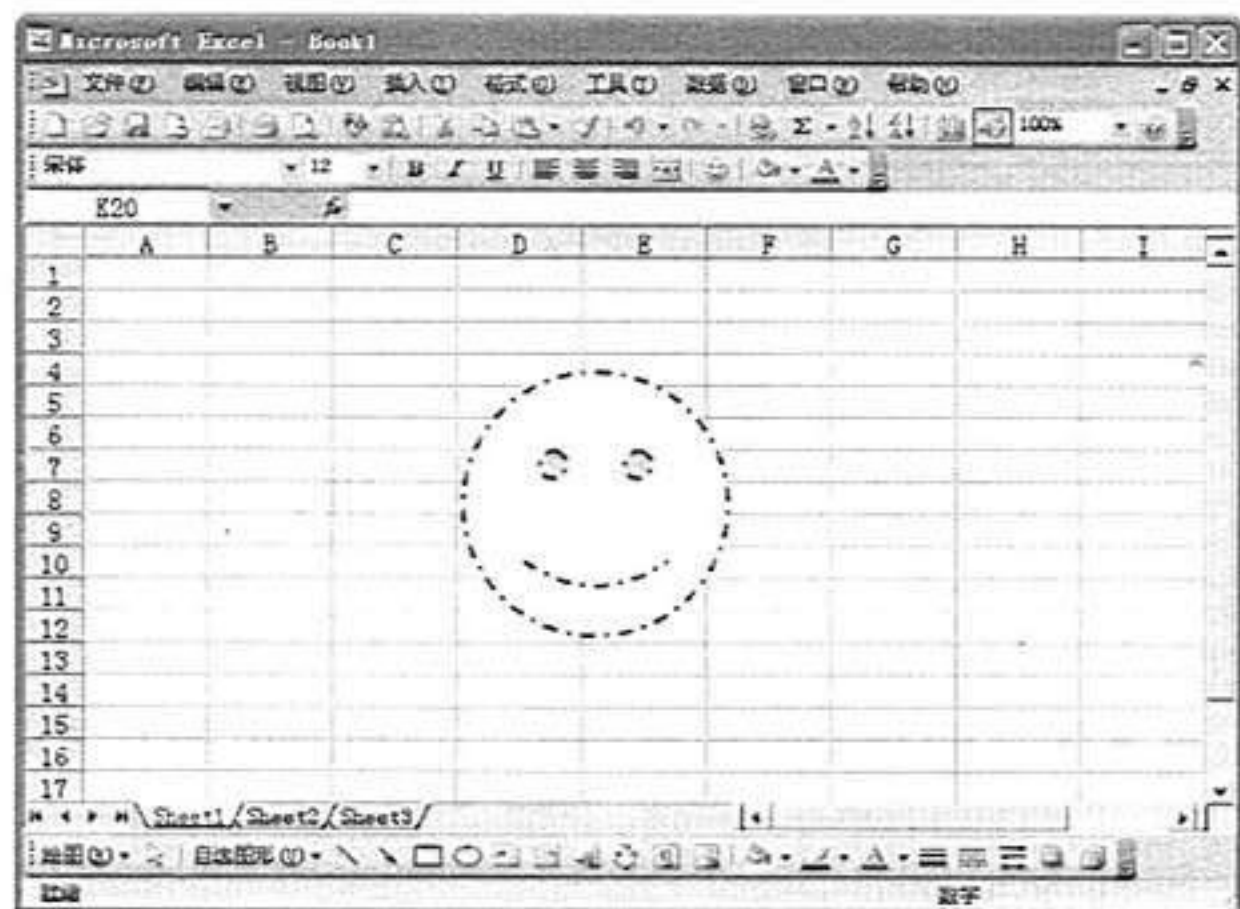 Microsoft Excel - Book1
文件(F) 编辑(E) 视图(V) 插入(I) 格式(O) 工具(T) 数据(D) 窗口(W) 帮助(H)
Σ 100%
宋体 12 B I U A
K20 fx
A B C D E F G H I
1
2
3
4
5
6
7
8
9
10
11
12
13
14
15
16
17
Sheet1 Sheet2 Sheet3
绘图(R) 自选图形(U) A
就绪 数字